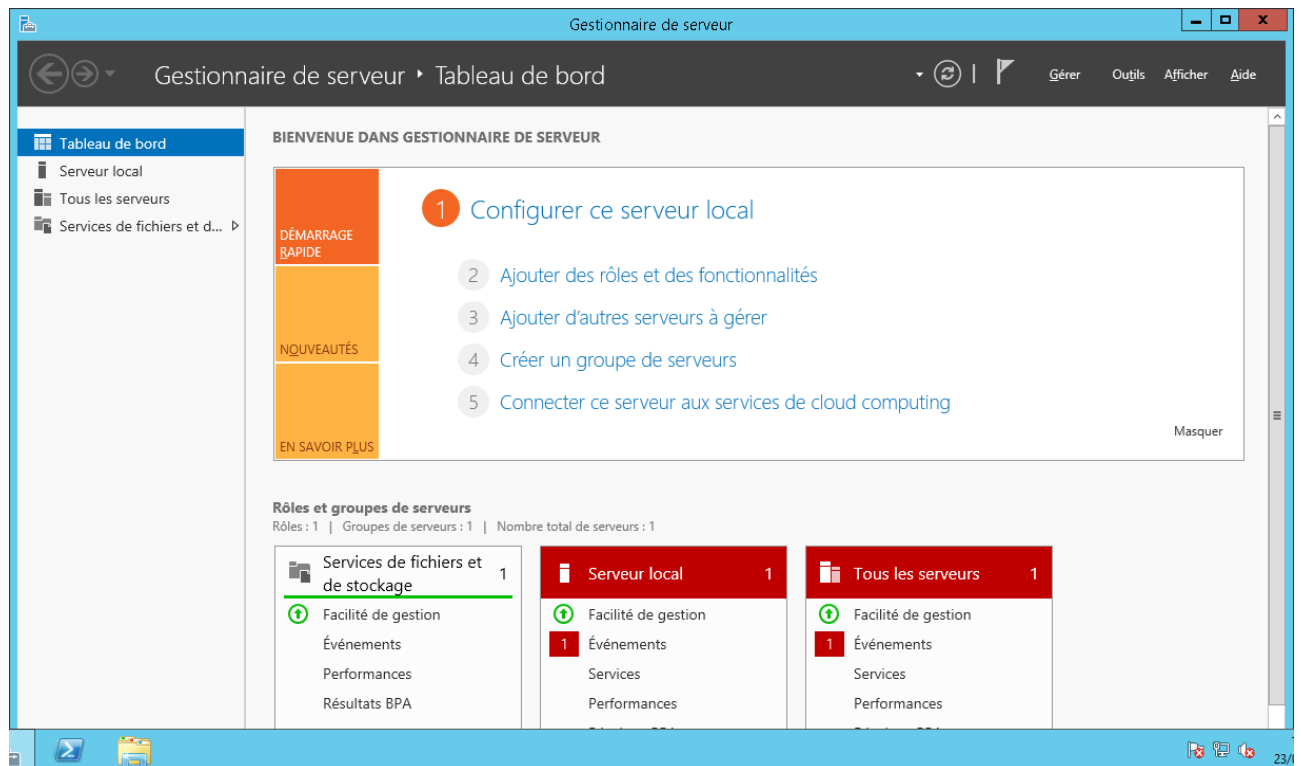 Gestionnaire de serveur
Gestionnaire de serveur ‣ Tableau de bord
Gérer Outils Afficher Aide
Tableau de bord
Serveur local
Tous les serveurs
Services de fichiers et d...
BIENVENUE DANS GESTIONNAIRE DE SERVEUR
DÉMARRAGE
RAPIDE
NOUVEAUTÉS
EN SAVOIR PLUS
1 Configurer ce serveur local
2 Ajouter des rôles et des fonctionnalités
3 Ajouter d'autres serveurs à gérer
4 Créer un groupe de serveurs
5 Connecter ce serveur aux services de cloud computing
Masquer
Rôles et groupes de serveurs
Rôles : 1 | Groupes de serveurs : 1 | Nombre total de serveurs : 1
Services de fichiers et
de stockage 1
Facilité de gestion
Événements
Performances
Résultats BPA
Serveur local 1
Facilité de gestion
1 Événements
Services
Performances
Tous les serveurs 1
Facilité de gestion
1 Événements
Services
Performances